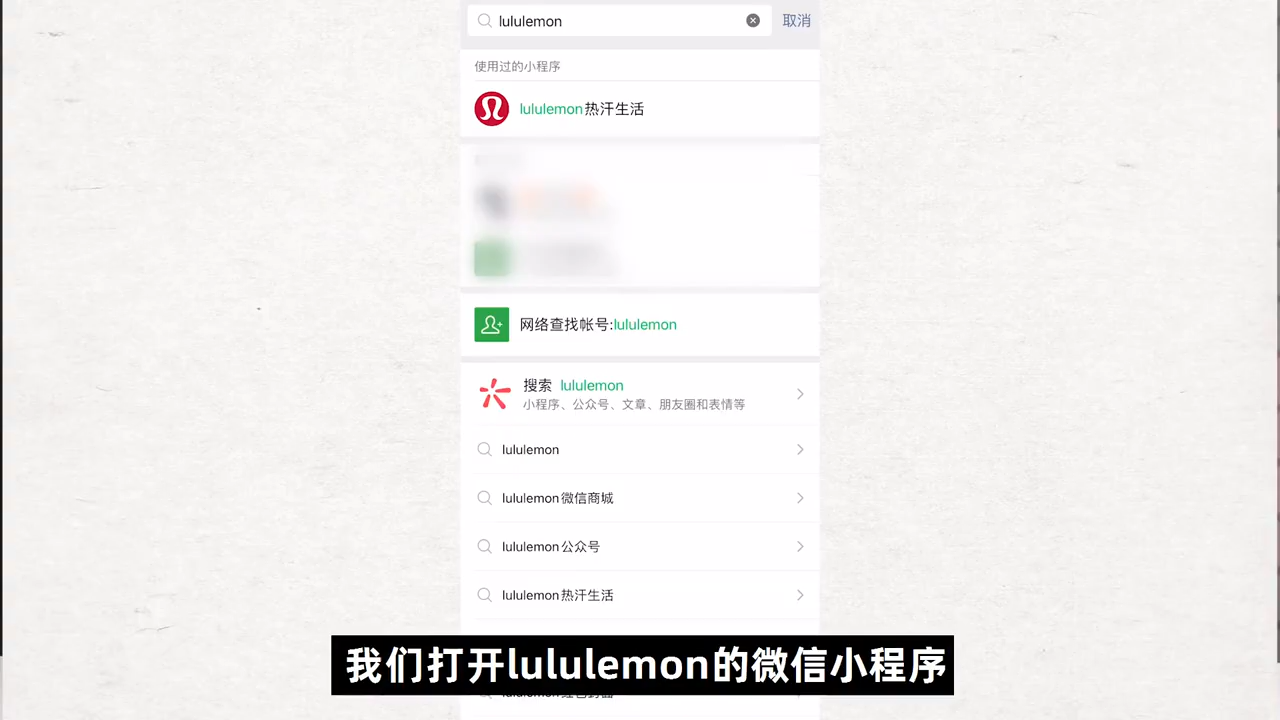 lululemon
取消
使用过的小程序
lululemon热汗生活
网络查找帐号:lululemon
搜索 lululemon
小程序、公众号、文章、朋友圈和表情等
lululemon
lululemon微信商城
lululemon公众号
lululemon热汗生活
我们打开lululemon的微信小程序